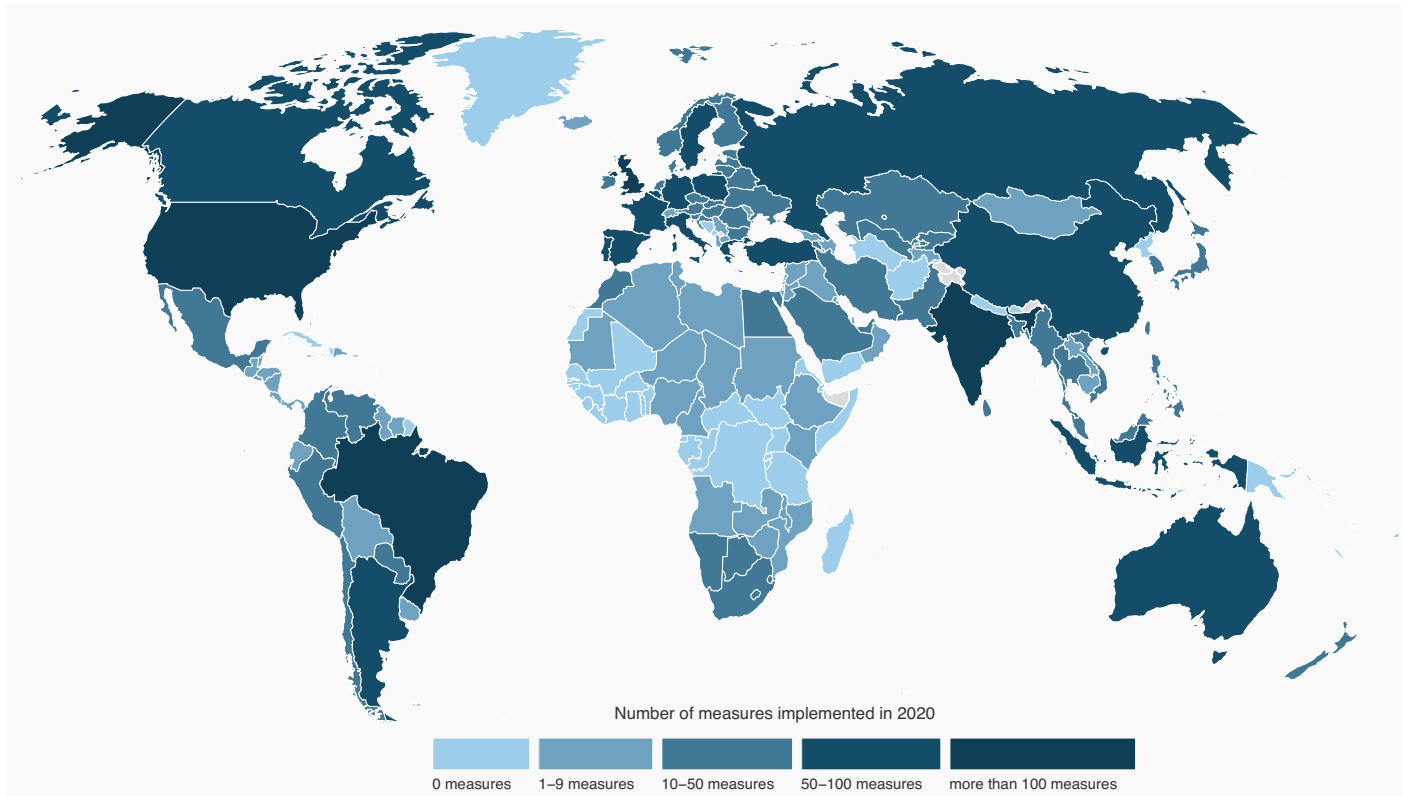 Number of measures implemented in 2020
0 measures
1–9 measures
10–50 measures
50–100 measures
more than 100 measures